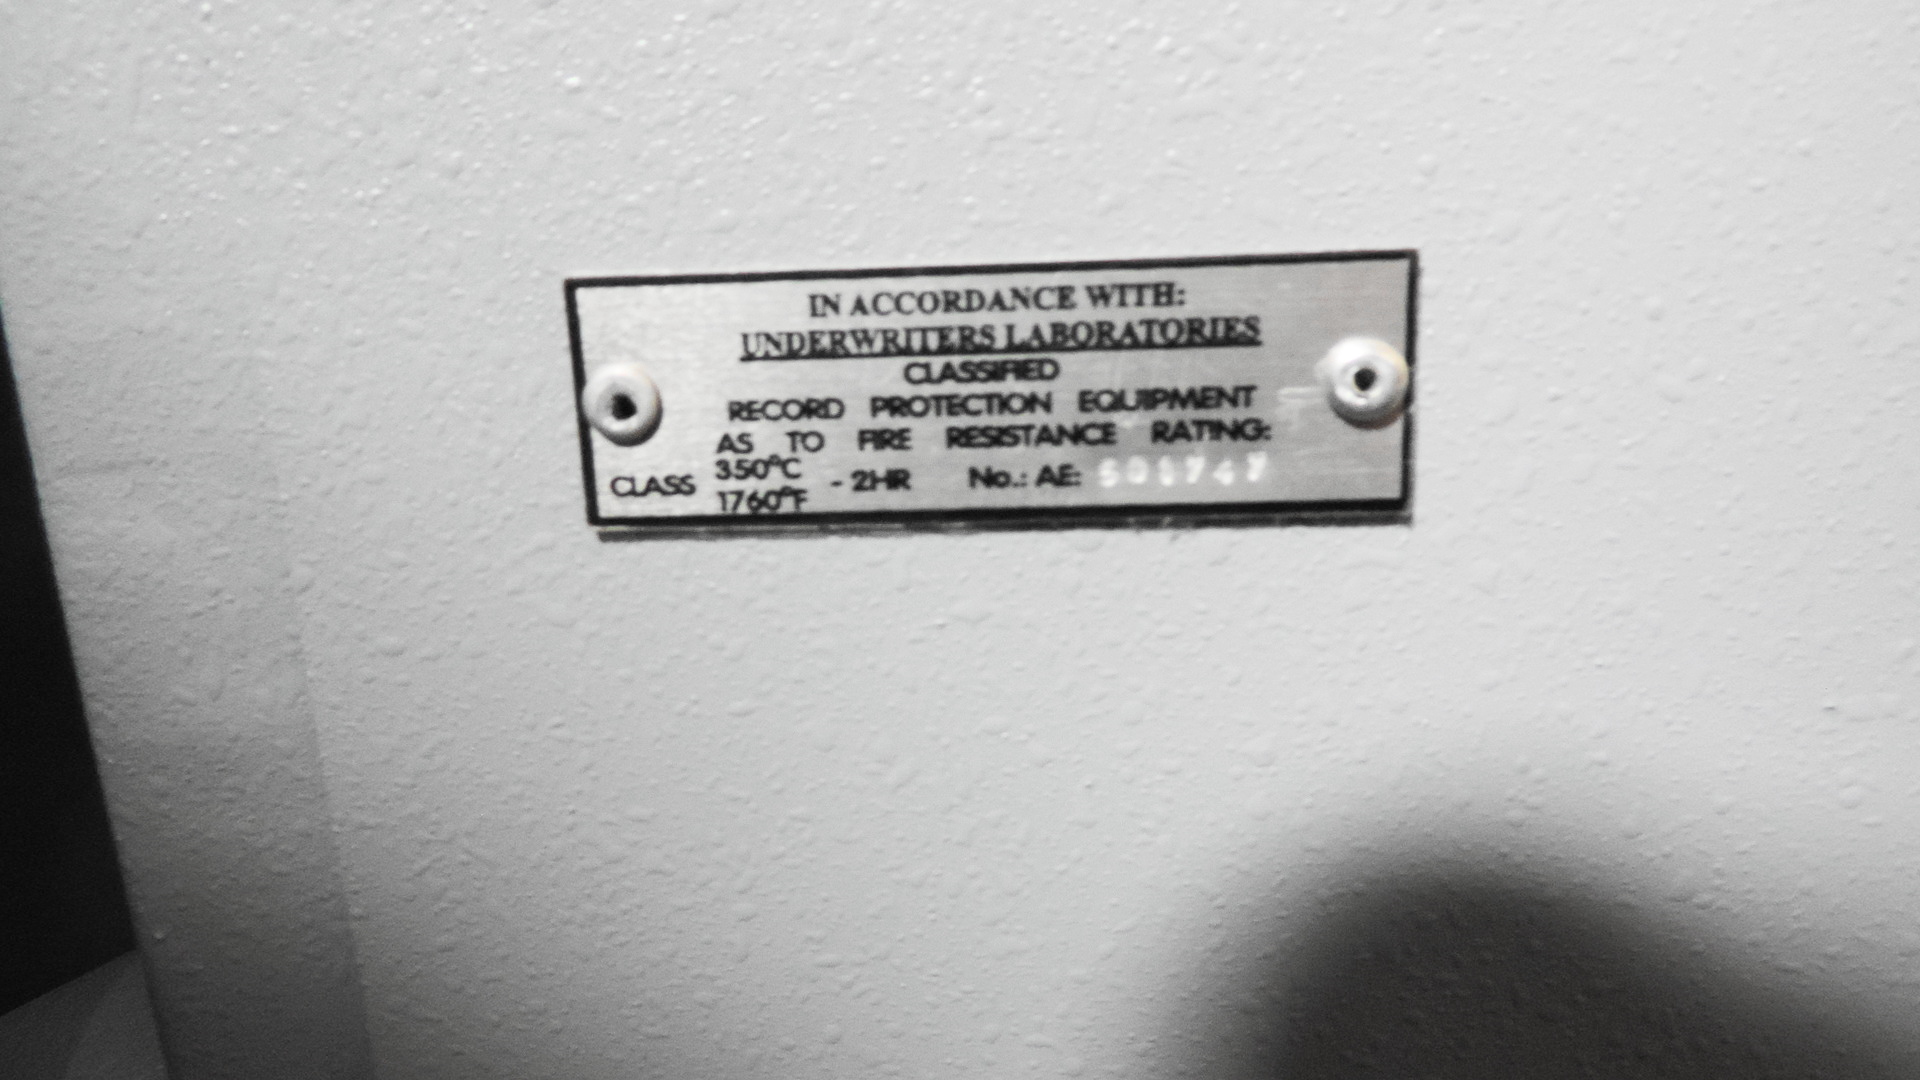 IN ACCORDANCE WITH:
UNDERWRITERS LABORATORIES
CLASSIFIED
RECORD PROTECTION EQUIPMENT
AS TO FIRE RESISTANCE RATING:
CLASS 350°C
1760°F - 2HR No.: AE: